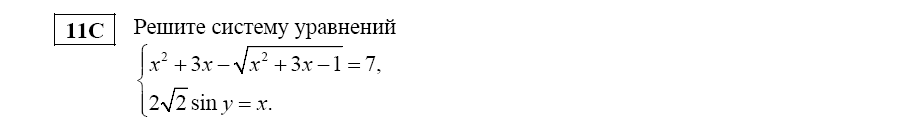 11С Решите систему уравнений
x² + 3x − √(x² + 3x − 1) = 7,
2√2 sin y = x.